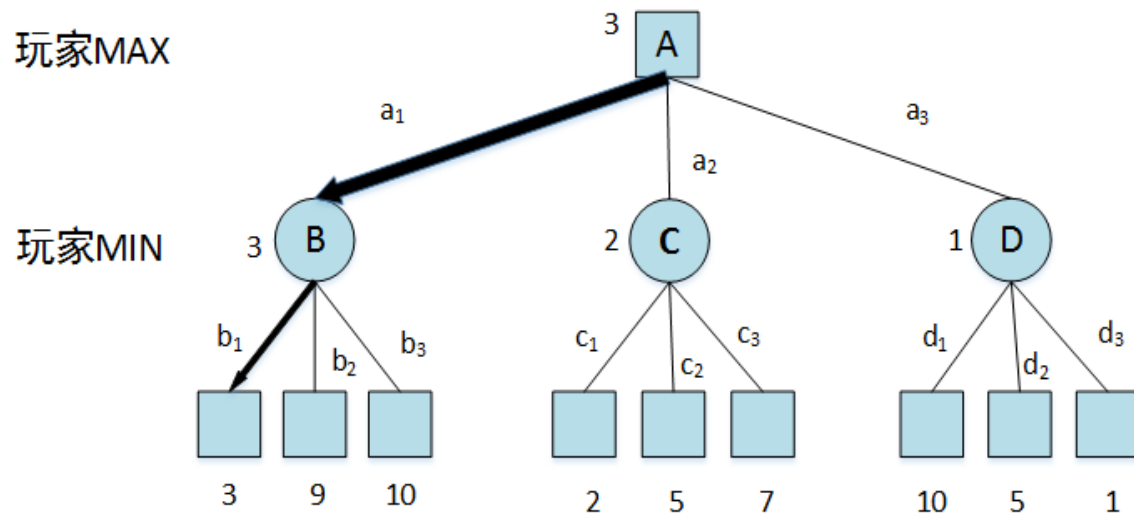 玩家MAX
3
A
a₁
a₂
a₃
玩家MIN
3
B
2
C
1
D
b₁
b₂
b₃
c₁
c₂
c₃
d₁
d₂
d₃
3 9 10 2 5 7 10 5 1